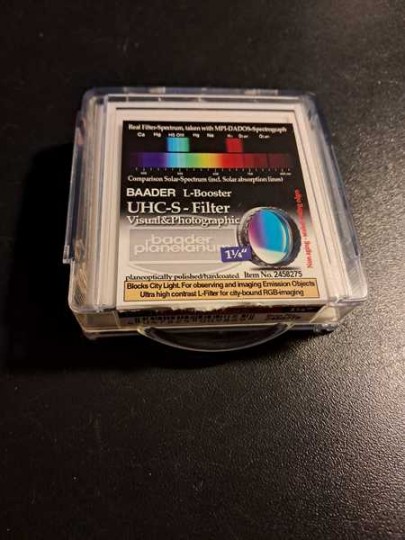 Real Filter-Spectrum, taken with MPI-DADOS-Spectrograph
BAADER L-Booster
UHC-S - Filter
Visual&Photographic
Comparison Solar-Spectrum (incl. Solar absorption lines)
baader
planetarium
1¼"
planeoptically polished/hardcoated Item No. 2458275
Blocks City Light. For observing and imaging Emission Objects
Ultra high contrast L-Filter for city-bound RGB-imaging